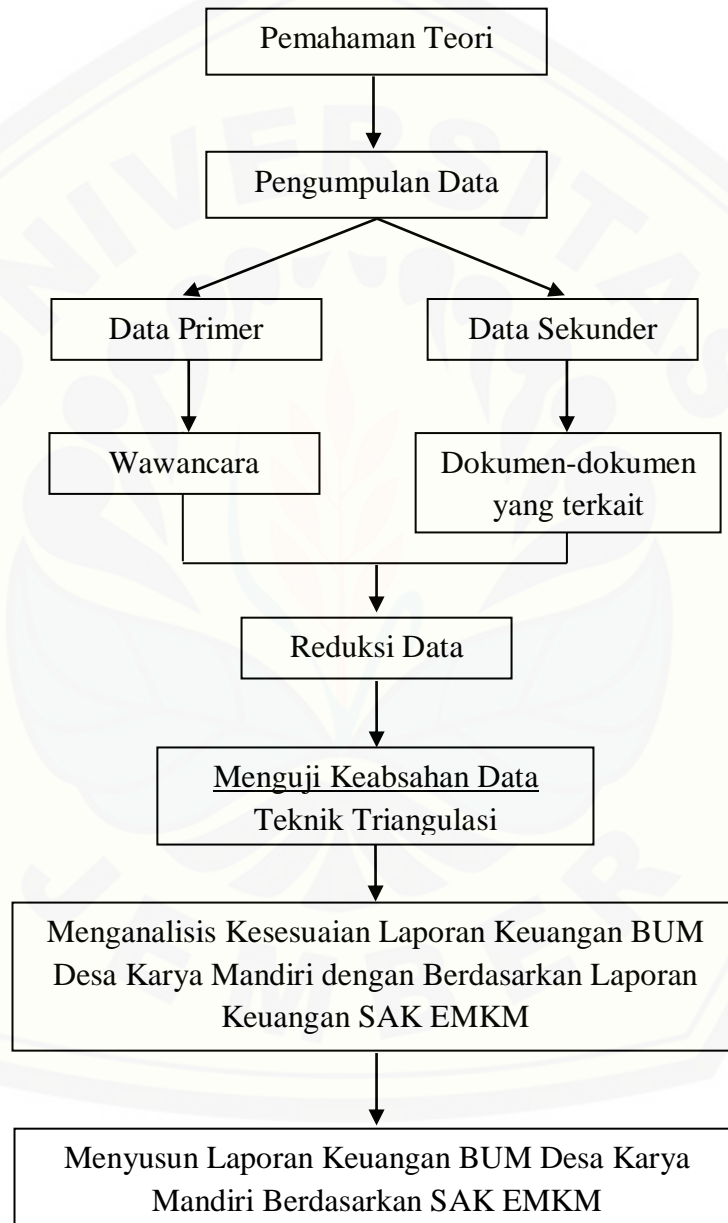 Pemahaman Teori
Pengumpulan Data
Data Primer
Data Sekunder
Wawancara
Dokumen-dokumen
yang terkait
Reduksi Data
Menguji Keabsahan Data
Teknik Triangulasi
Menganalisis Kesesuaian Laporan Keuangan BUM
Desa Karya Mandiri dengan Berdasarkan Laporan
Keuangan SAK EMKM
Menyusun Laporan Keuangan BUM Desa Karya
Mandiri Berdasarkan SAK EMKM
UNIVERSITAS
JEMBER